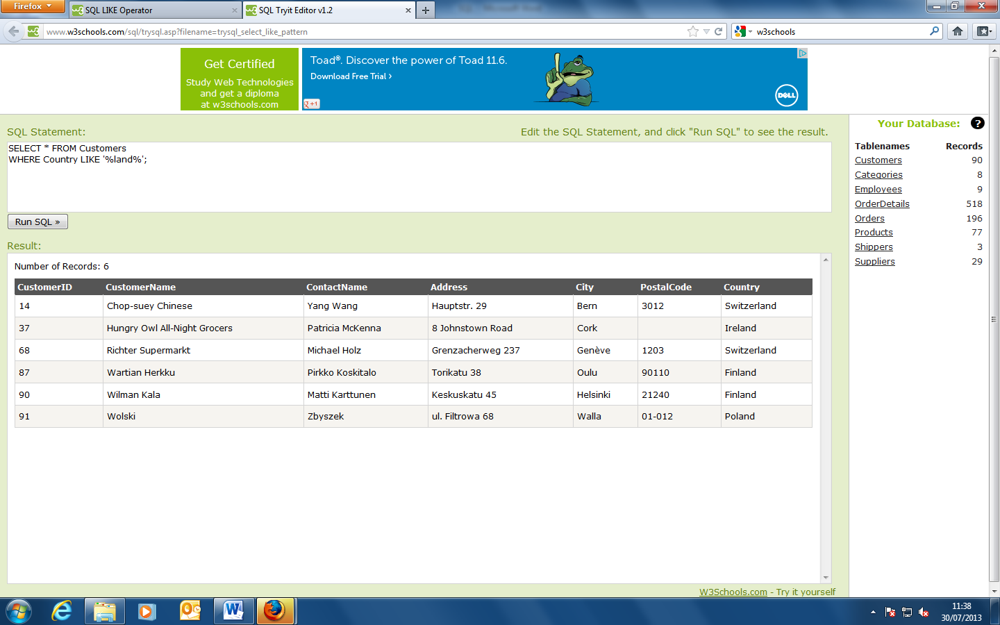 Firefox
SQL LIKE Operator
SQL Tryit Editor v1.2
www.w3schools.com/sql/trysql.asp?filename=trysql_select_like_pattern
w3schools
Get Certified
Study Web Technologies
and get a diploma
at w3schools.com
Toad®. Discover the power of Toad 11.6.
Download Free Trial ›
g +1
DELL
SQL Statement:
Edit the SQL Statement, and click "Run SQL" to see the result.
SELECT * FROM Customers
WHERE Country LIKE '%land%';
Run SQL »
Result:
Number of Records: 6
CustomerID CustomerName ContactName Address City PostalCode Country
14 Chop-suey Chinese Yang Wang Hauptstr. 29 Bern 3012 Switzerland
37 Hungry Owl All-Night Grocers Patricia McKenna 8 Johnstown Road Cork Ireland
68 Richter Supermarkt Michael Holz Grenzacherweg 237 Genève 1203 Switzerland
87 Wartian Herkku Pirkko Koskitalo Torikatu 38 Oulu 90110 Finland
90 Wilman Kala Matti Karttunen Keskuskatu 45 Helsinki 21240 Finland
91 Wolski Zbyszek ul. Filtrowa 68 Walla 01-012 Poland
W3Schools.com - Try it yourself
Your Database: ?
Tablenames Records
Customers 90
Categories 8
Employees 9
OrderDetails 518
Orders 196
Products 77
Shippers 3
Suppliers 29
11:38
30/07/2013